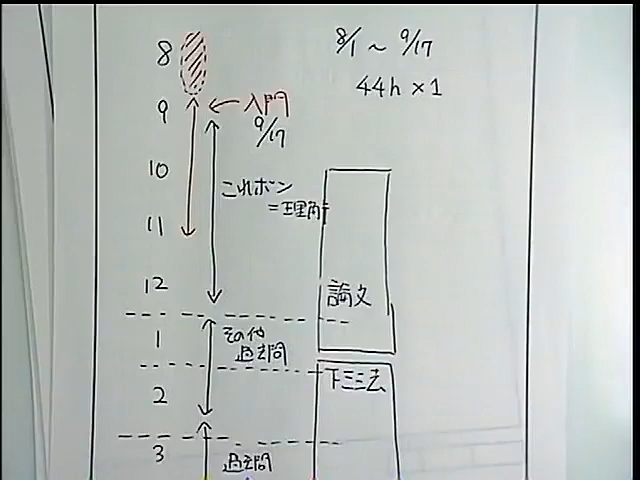 8
8/1 ~ 9/17
44h×1
9
入門
9/17
10
これポン
=理解
11
12
論文
1
その他
過去問
下三法
2
3
過去問